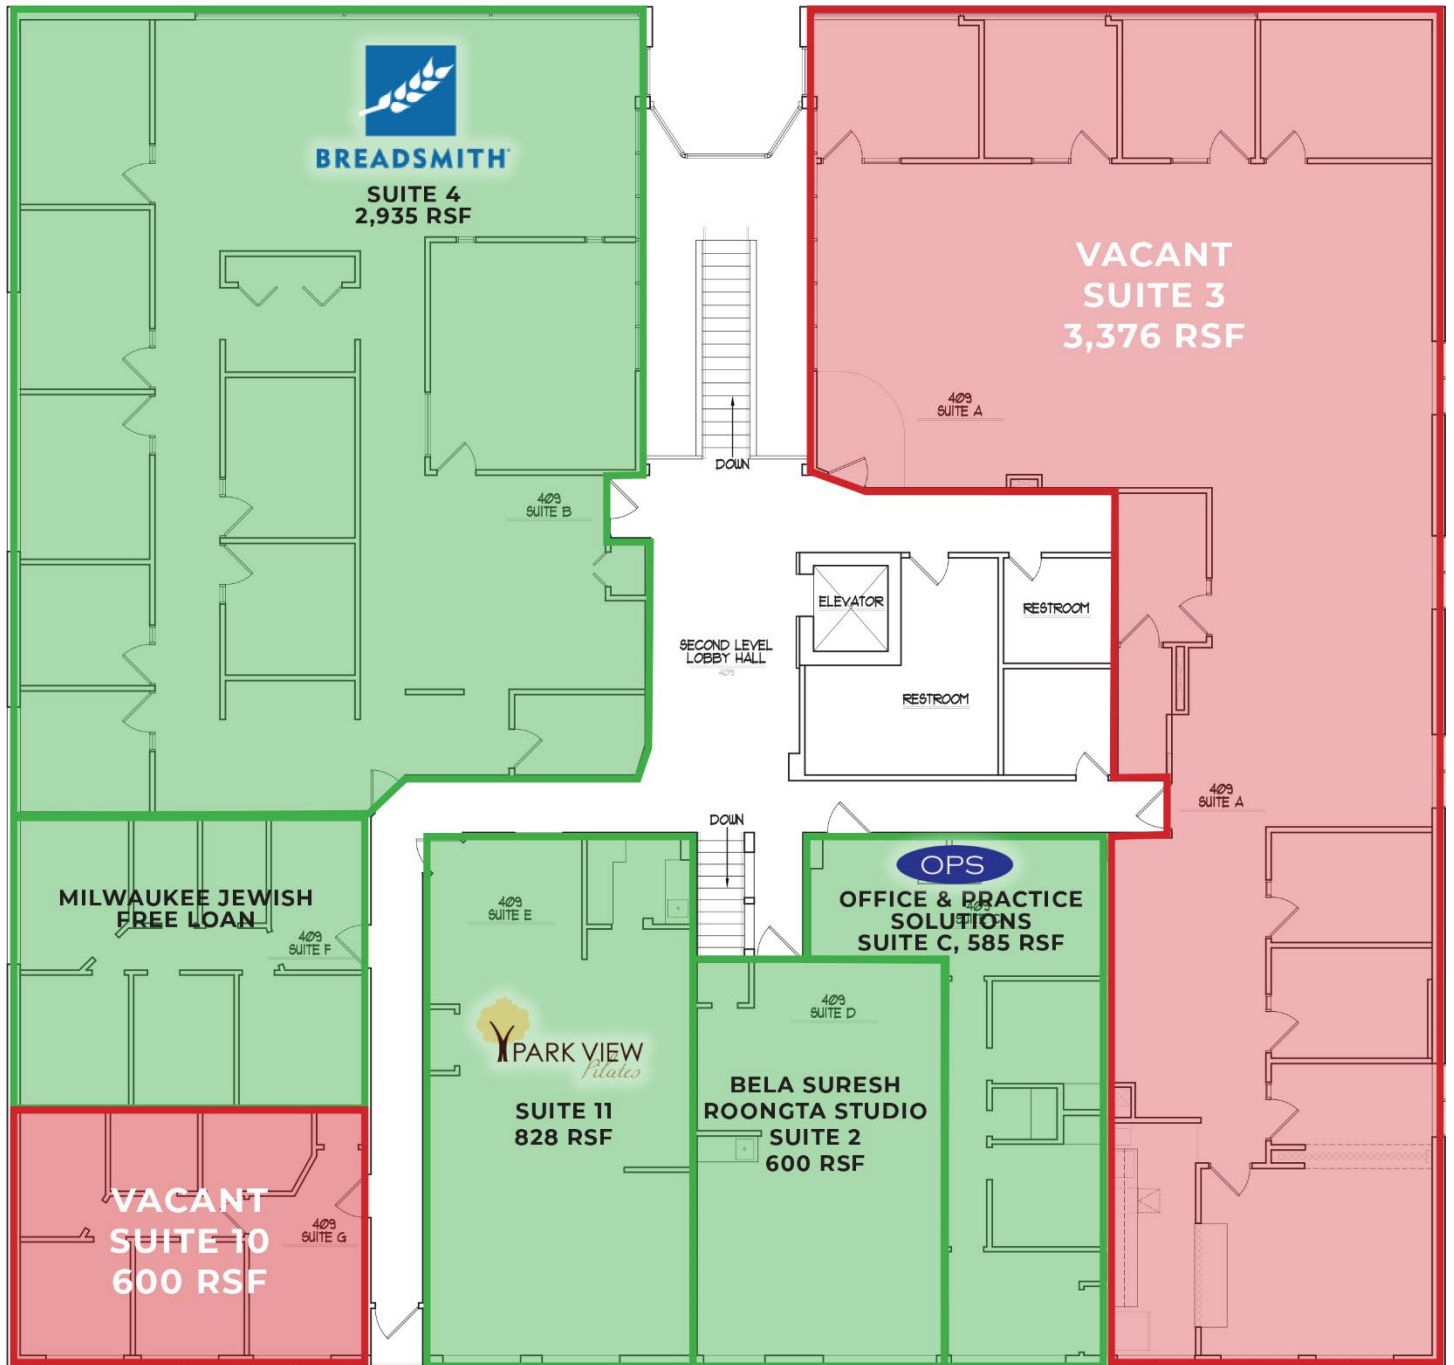 BREADSMITH®
SUITE 4
2,935 RSF
VACANT
SUITE 3
3,376 RSF
409
SUITE A
DOWN
409
SUITE B
ELEVATOR
RESTROOM
SECOND LEVEL
LOBBY HALL
409
RESTROOM
409
SUITE A
DOWN
MILWAUKEE JEWISH
FREE LOAN
409
SUITE F
409
SUITE E
OPS
OFFICE & PRACTICE
SOLUTIONS
SUITE C, 585 RSF
409
PARK VIEW
Pilates
SUITE 11
828 RSF
409
SUITE D
BELA SURESH
ROONGTA STUDIO
SUITE 2
600 RSF
VACANT
SUITE 10
600 RSF
409
SUITE G